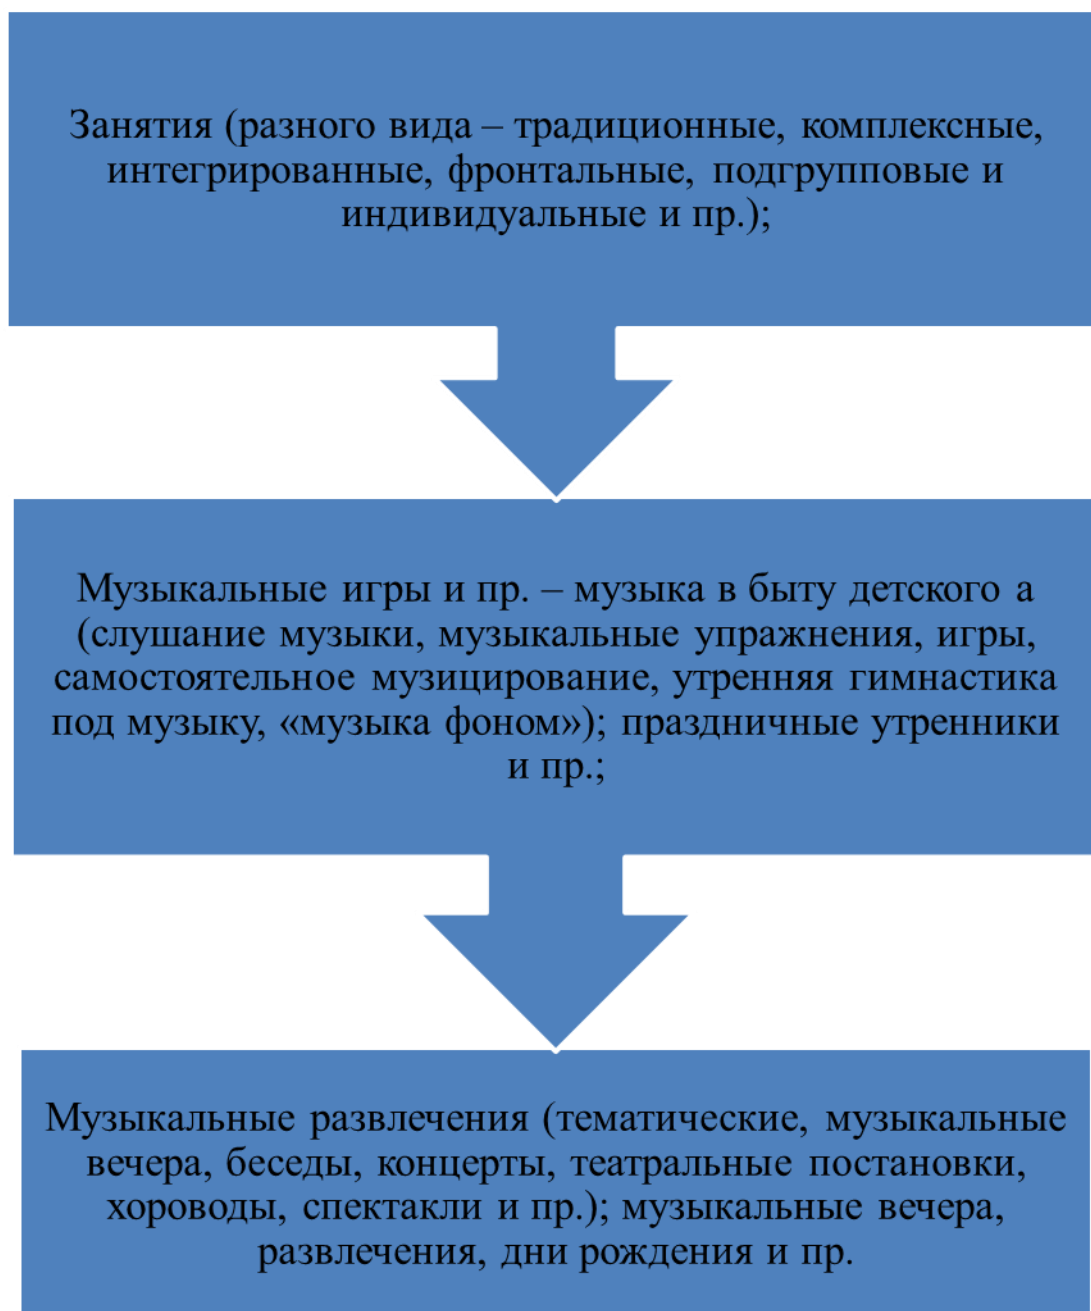 Занятия (разного вида – традиционные, комплексные,
интегрированные, фронтальные, подгрупповые и
индивидуальные и пр.);
Музыкальные игры и пр. – музыка в быту детского а
(слушание музыки, музыкальные упражнения, игры,
самостоятельное музицирование, утренняя гимнастика
под музыку, «музыка фоном»); праздничные утренники
и пр.;
Музыкальные развлечения (тематические, музыкальные
вечера, беседы, концерты, театральные постановки,
хороводы, спектакли и пр.); музыкальные вечера,
развлечения, дни рождения и пр.